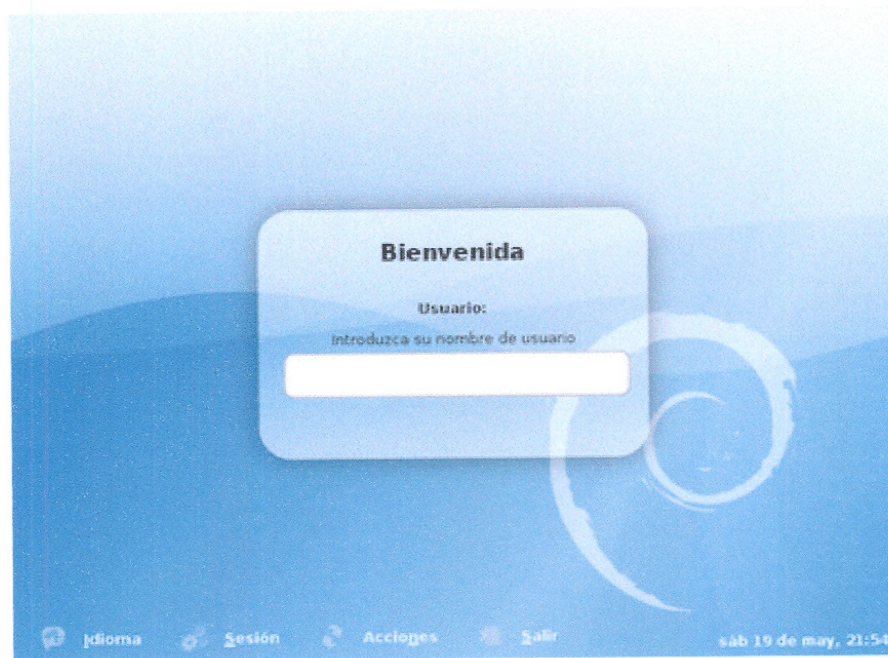 Bienvenida
Usuario:
Introduzca su nombre de usuario
Idioma Sesión Acciones Salir sáb 19 de may, 21:54